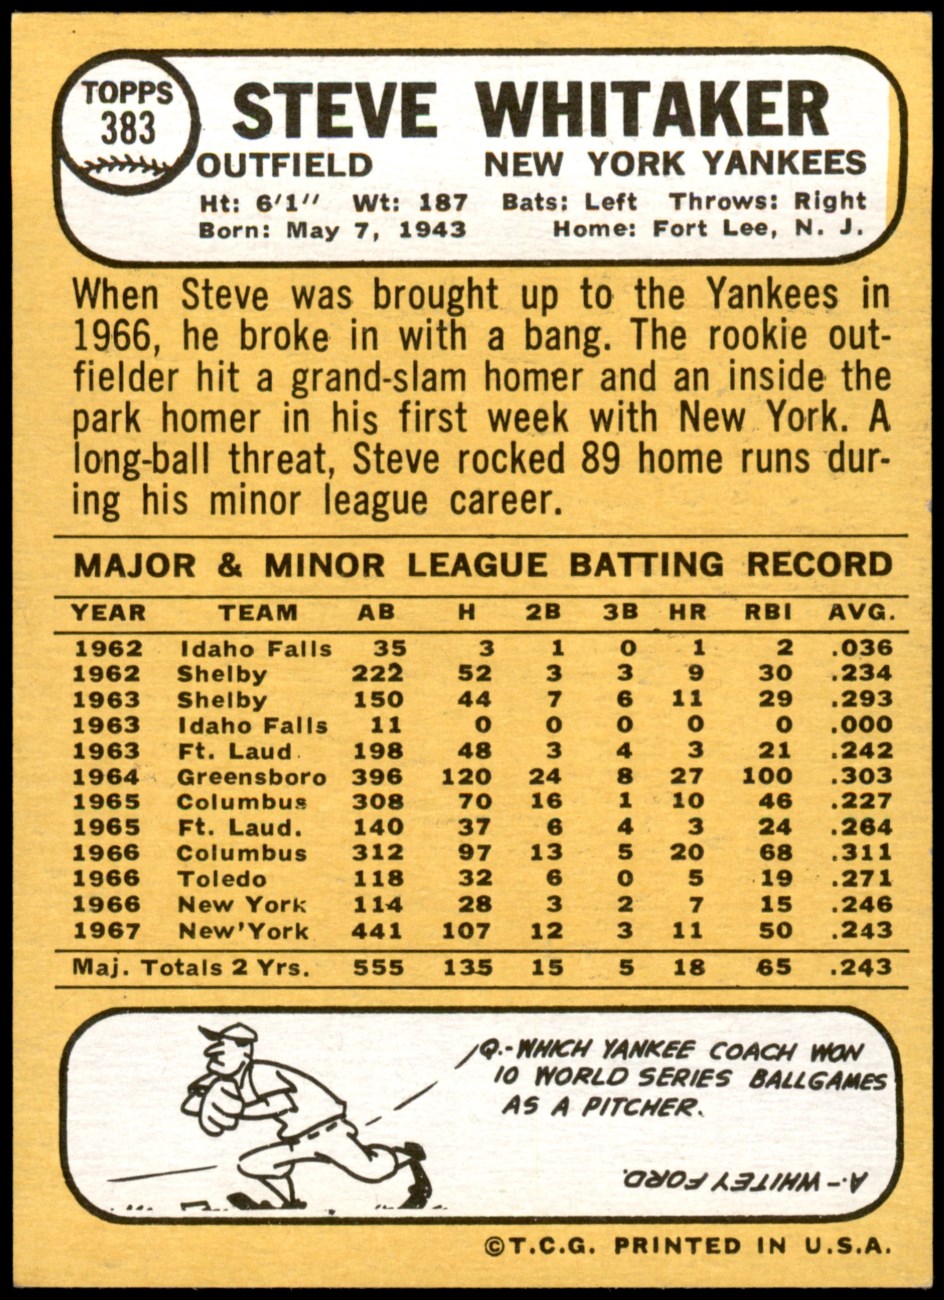 TOPPS
383
STEVE WHITAKER
OUTFIELD NEW YORK YANKEES
Ht: 6'1" Wt: 187 Bats: Left Throws: Right
Born: May 7, 1943 Home: Fort Lee, N. J.
When Steve was brought up to the Yankees in
1966, he broke in with a bang. The rookie out-
fielder hit a grand-slam homer and an inside the
park homer in his first week with New York. A
long-ball threat, Steve rocked 89 home runs dur-
ing his minor league career.
MAJOR & MINOR LEAGUE BATTING RECORD
YEAR TEAM AB H 2B 3B HR RBI AVG.
1962 Idaho Falls 35 3 1 0 1 2 .036
1962 Shelby 222 52 3 3 9 30 .234
1963 Shelby 150 44 7 6 11 29 .293
1963 Idaho Falls 11 0 0 0 0 0 .000
1963 Ft. Laud. 198 48 3 4 3 21 .242
1964 Greensboro 396 120 24 8 27 100 .303
1965 Columbus 308 70 16 1 10 46 .227
1965 Ft. Laud. 140 37 6 4 3 24 .264
1966 Columbus 312 97 13 5 20 68 .311
1966 Toledo 118 32 6 0 5 19 .271
1966 New York 114 28 3 2 7 15 .246
1967 New'York 441 107 12 3 11 50 .243
Maj. Totals 2 Yrs. 555 135 15 5 18 65 .243
Q.-WHICH YANKEE COACH WON
10 WORLD SERIES BALLGAMES
AS A PITCHER.
A.-WHITEY FORD.
©T.C.G. PRINTED IN U.S.A.